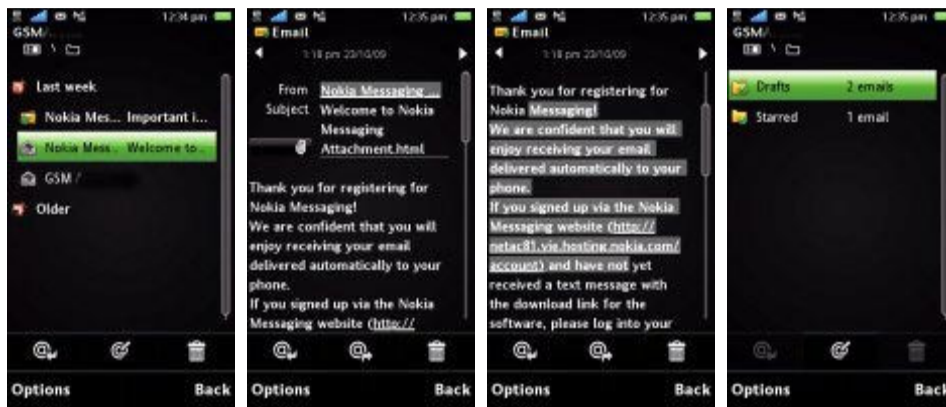 12:34 pm
GSM/
Last week
Nokia Mes... Important i...
Nokia Mess.. Welcome to..
GSM /
Older
Options Back
12:35 pm
Email
1:18 pm 23/10/09
From Nokia Messaging ...
Subject Welcome to Nokia
Messaging
Attachment.html
Thank you for registering for
Nokia Messaging!
We are confident that you will
enjoy receiving your email
delivered automatically to your
phone.
If you signed up via the Nokia
Messaging website (http://
Options Back
12:35 pm
Email
1:18 pm 23/10/09
Thank you for registering for
Nokia Messaging!
We are confident that you will
enjoy receiving your email
delivered automatically to your
phone.
If you signed up via the Nokia
Messaging website (http://
netac81.vie.hosting.nokia.com/
account) and have not yet
received a text message with
the download link for the
software, please log into your
Options Back
12:35 pm
GSM/
Drafts 2 emails
Starred 1 email
Options Back